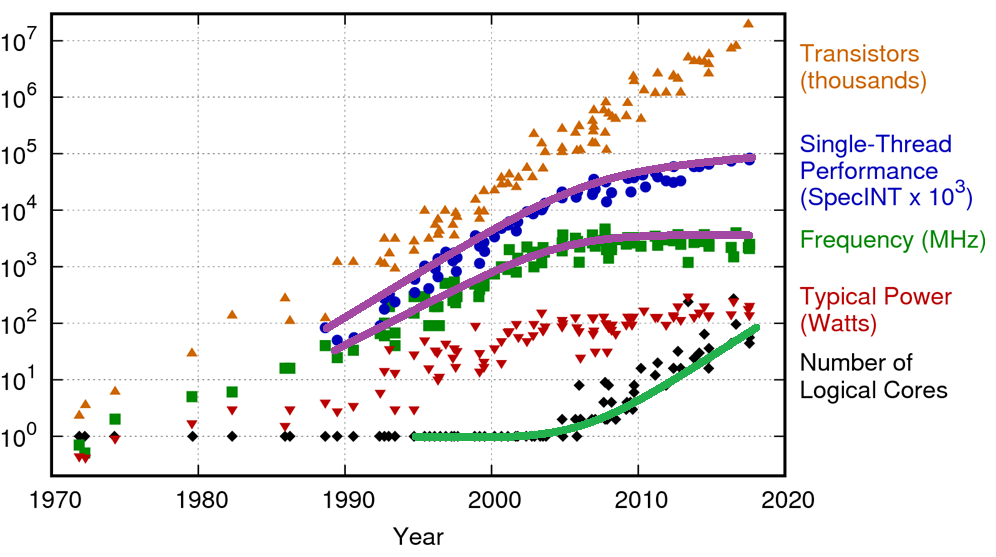 10^7
10^6
10^5
10^4
10^3
10^2
10^1
10^0
1970 1980 1990 2000 2010 2020
Year
Transistors
(thousands)
Single-Thread
Performance
(SpecINT x 10^3)
Frequency (MHz)
Typical Power
(Watts)
Number of
Logical Cores